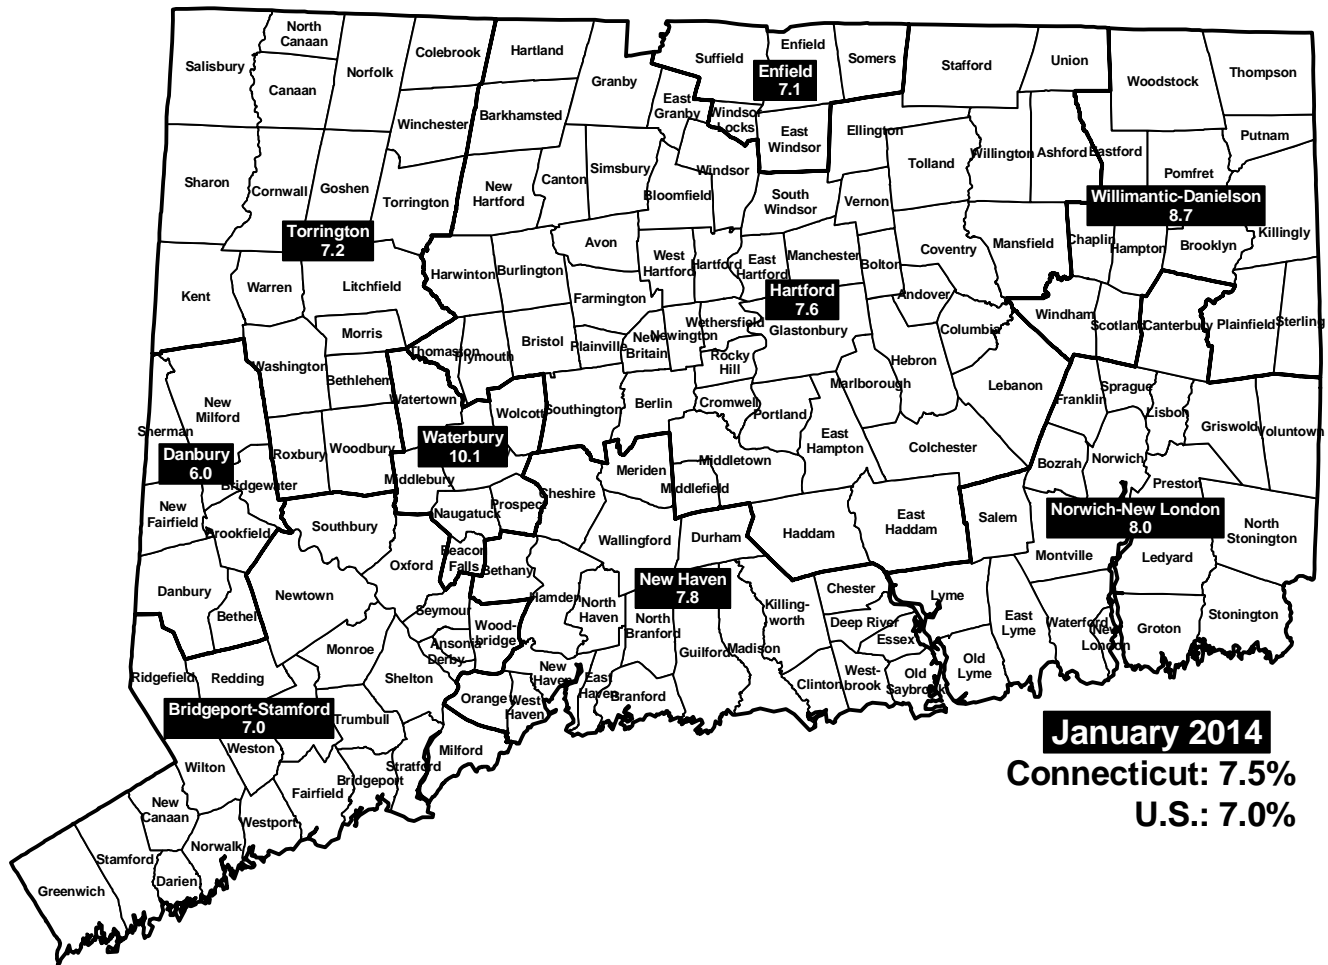 North
Canaan
Colebrook
Hartland
Suffield
Enfield
Somers
Stafford
Union
Salisbury
Norfolk
Canaan
Granby
Enfield
7.1
Woodstock
Thompson
Winchester
Barkhamsted
East
Granby
Windsor
Locks
East
Windsor
Ellington
Putnam
Tolland
Willington
Ashford
Eastford
Pomfret
Sharon
Cornwall
Goshen
Torrington
New
Hartford
Canton
Simsbury
Bloomfield
Windsor
South
Windsor
Vernon
Willimantic-Danielson
8.7
Torrington
7.2
Avon
West
Hartford
Hartford
East
Hartford
Manchester
Bolton
Coventry
Mansfield
Chaplin
Hampton
Brooklyn
Killingly
Kent
Warren
Litchfield
Harwinton
Burlington
Farmington
Hartford
7.6
Andover
Columbia
Windham
Scotland
Canterbury
Plainfield
Sterling
Morris
Thomaston
Plymouth
Bristol
Plainville
New
Britain
Newington
Wethersfield
Glastonbury
Rocky
Hill
Hebron
Marlborough
Lebanon
Washington
Bethlehem
Watertown
Wolcott
Southington
Berlin
Cromwell
Portland
East
Hampton
Colchester
Franklin
Sprague
Lisbon
Griswold
Voluntown
New
Milford
Sherman
Roxbury
Woodbury
Waterbury
10.1
Danbury
6.0
Bridgewater
Middlebury
Naugatuck
Prospect
Cheshire
Meriden
Middletown
Middlefield
Bozrah
Norwich
Preston
New
Fairfield
Brookfield
Southbury
Oxford
Beacon
Falls
Bethany
Wallingford
Durham
Haddam
East
Haddam
Salem
Norwich-New London
8.0
North
Stonington
Montville
Ledyard
Danbury
Bethel
Newtown
Seymour
Wood-
bridge
Hamden
North
Haven
New Haven
7.8
North
Branford
Killing-
worth
Chester
Deep River
Essex
Lyme
East
Lyme
Waterford
New
London
Groton
Stonington
Monroe
Ansonia
Derby
Shelton
Guilford
Madison
Ridgefield
Redding
Orange
West
Haven
New
Haven
East
Haven
Branford
Clinton
West-
brook
Old
Saybrook
Old
Lyme
Bridgeport-Stamford
7.0
Trumbull
Milford
January 2014
Weston
Wilton
Stratford
Bridgeport
Fairfield
Connecticut: 7.5%
New
Canaan
Westport
U.S.: 7.0%
Norwalk
Stamford
Darien
Greenwich